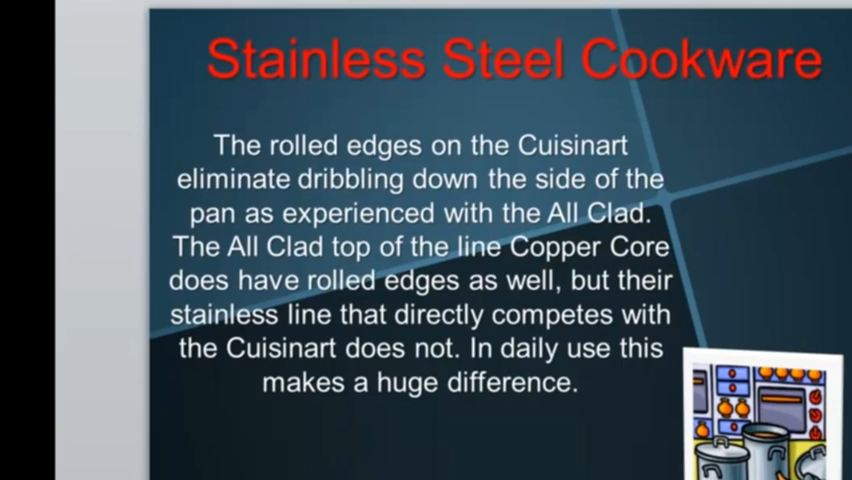 Stainless Steel Cookware
The rolled edges on the Cuisinart
eliminate dribbling down the side of the
pan as experienced with the All Clad.
The All Clad top of the line Copper Core
does have rolled edges as well, but their
stainless line that directly competes with
the Cuisinart does not. In daily use this
makes a huge difference.